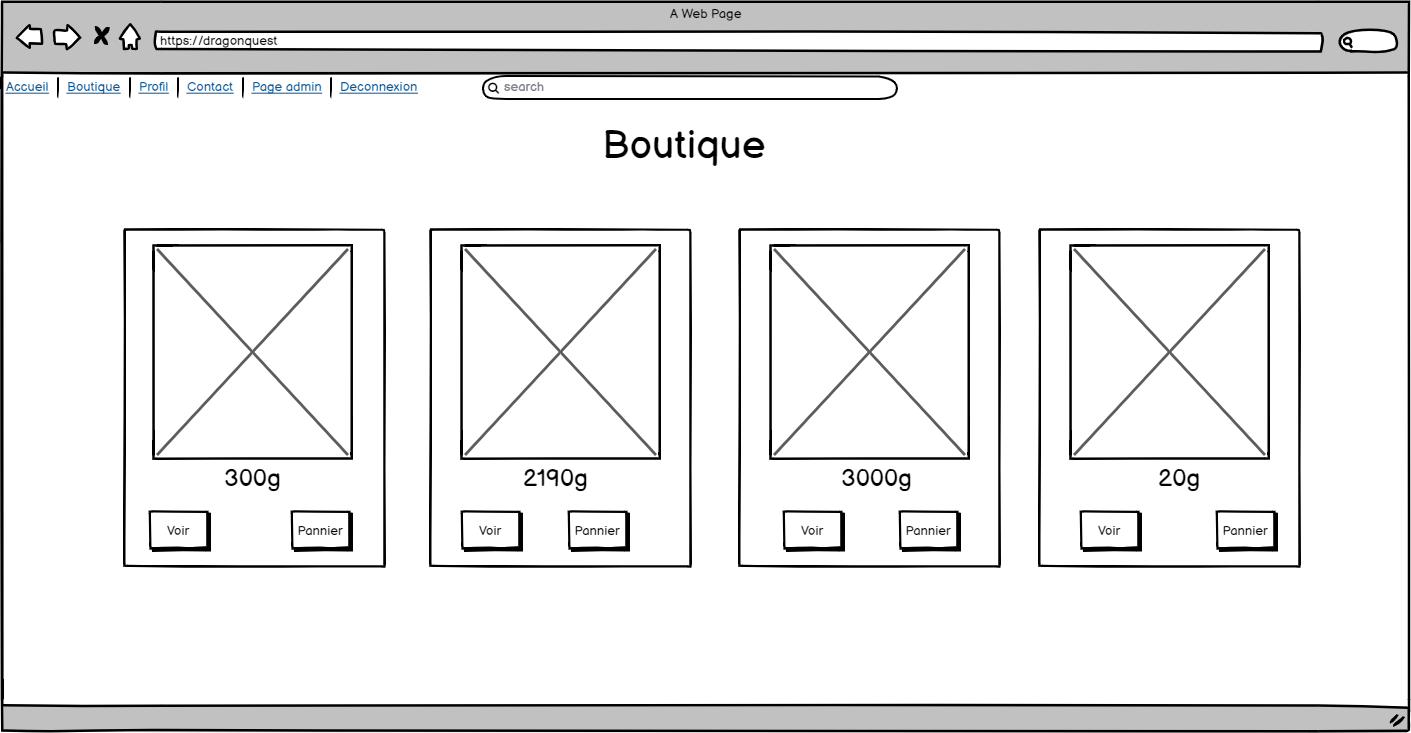 A Web Page
https://dragonquest
Accueil Boutique Profil Contact Page admin Deconnexion search
Boutique
300g 2190g 3000g 20g
Voir Pannier Voir Pannier Voir Pannier Voir Pannier